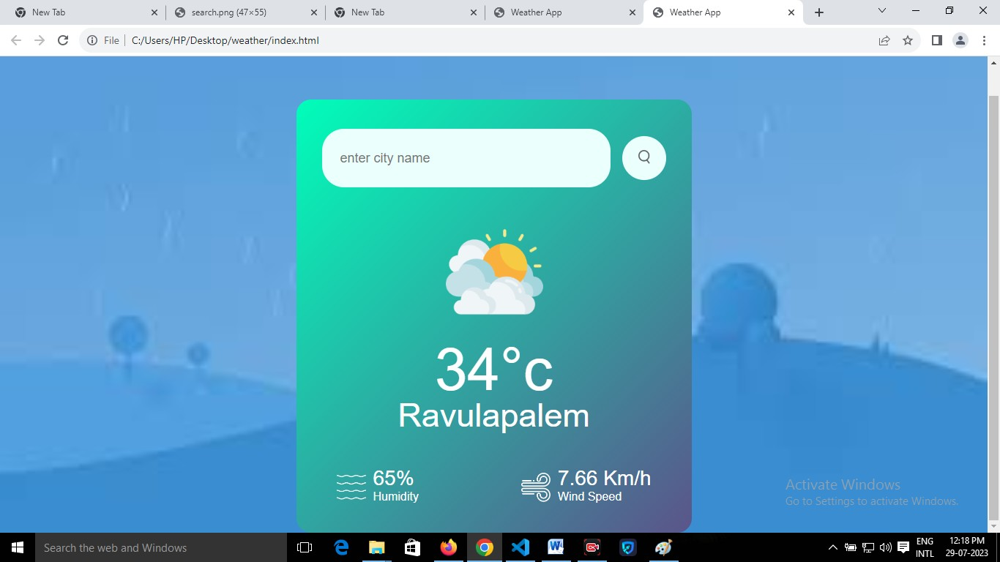 New Tab
search.png (47×55)
New Tab
Weather App
Weather App
File
C:/Users/HP/Desktop/weather/index.html
enter city name
34°c
Ravulapalem
65%
Humidity
7.66 Km/h
Wind Speed
Activate Windows
Go to Settings to activate Windows.
Search the web and Windows
ENG
INTL
12:18 PM
29-07-2023